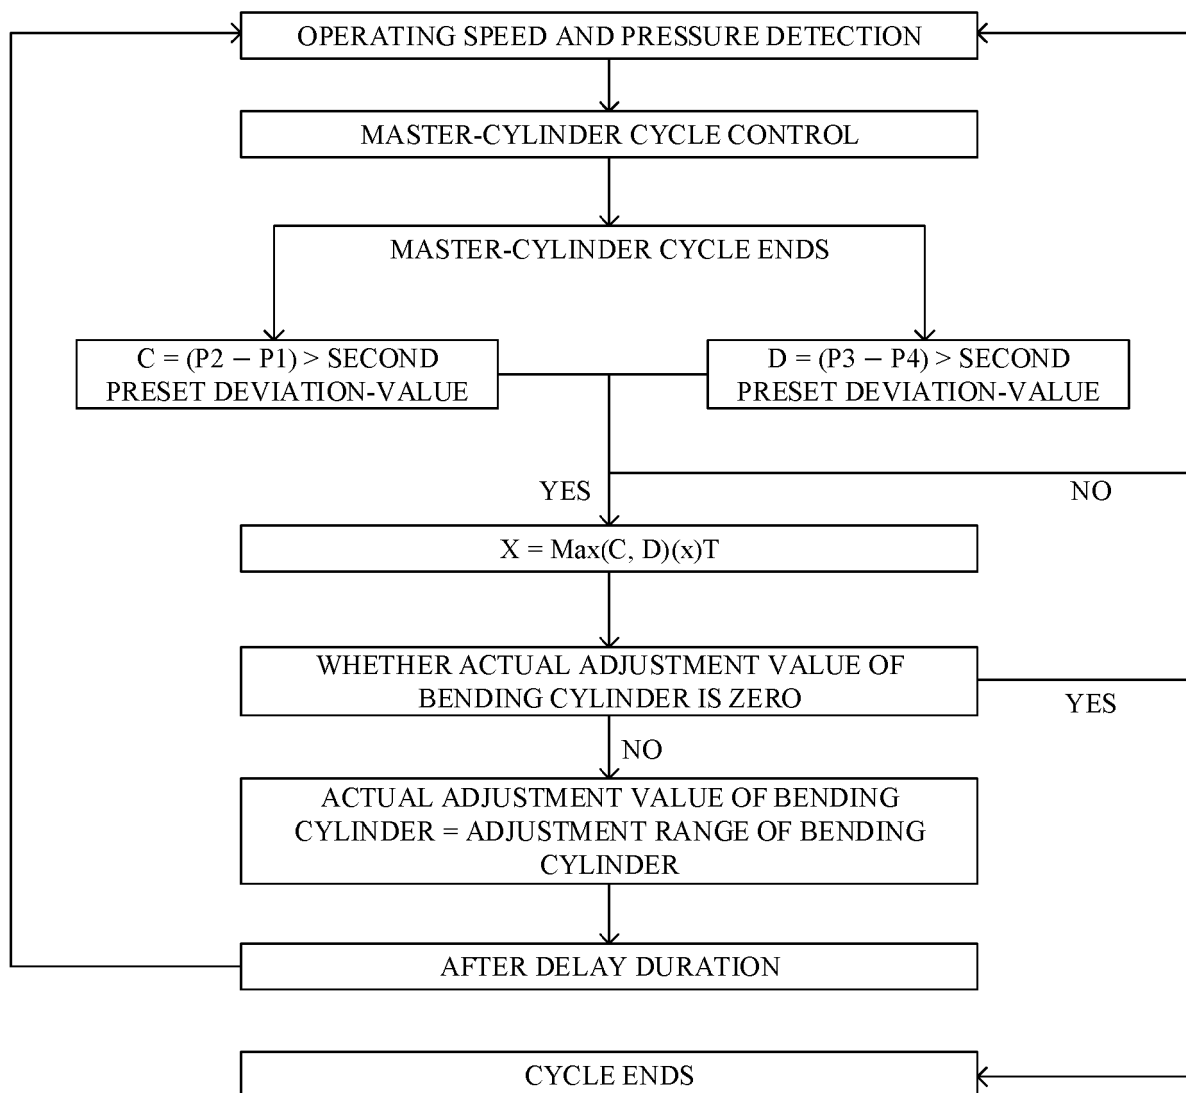 OPERATING SPEED AND PRESSURE DETECTION
MASTER-CYLINDER CYCLE CONTROL
MASTER-CYLINDER CYCLE ENDS
C = (P2 − P1) > SECOND
PRESET DEVIATION-VALUE
D = (P3 − P4) > SECOND
PRESET DEVIATION-VALUE
YES
NO
X = Max(C, D)(x)T
WHETHER ACTUAL ADJUSTMENT VALUE OF
BENDING CYLINDER IS ZERO
YES
NO
ACTUAL ADJUSTMENT VALUE OF BENDING
CYLINDER = ADJUSTMENT RANGE OF BENDING
CYLINDER
AFTER DELAY DURATION
CYCLE ENDS